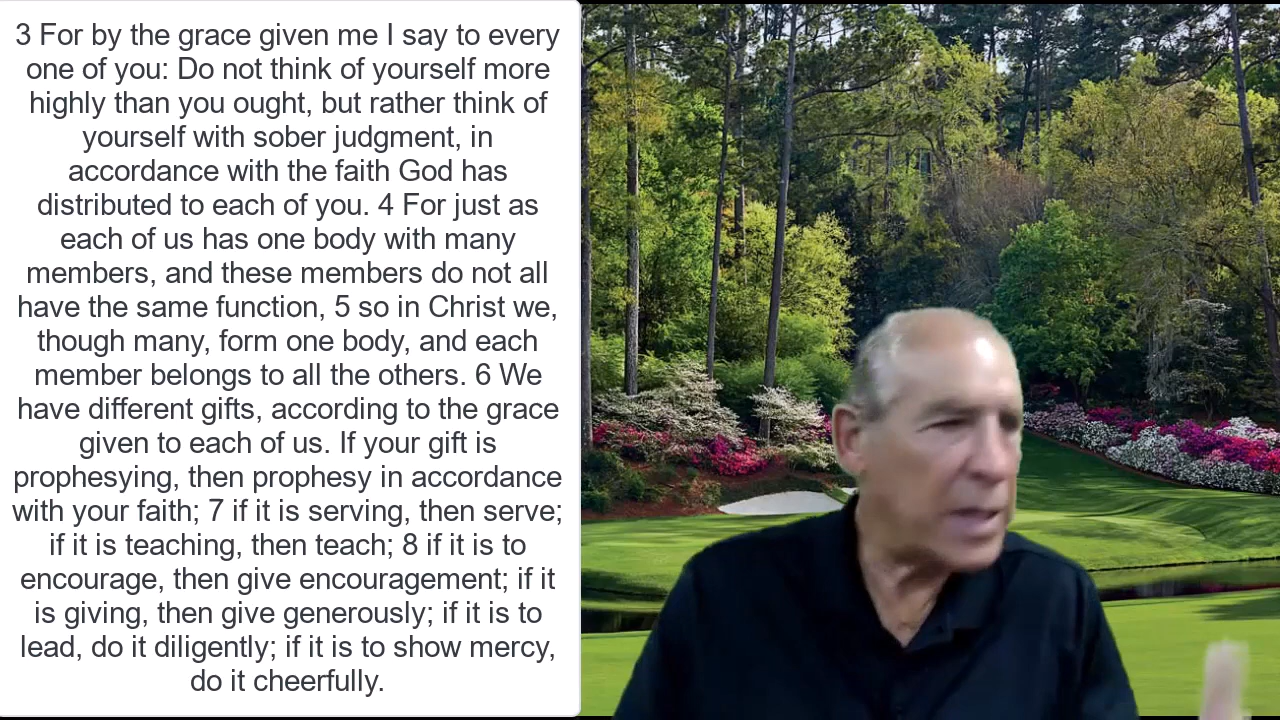 3 For by the grace given me I say to every
one of you: Do not think of yourself more
highly than you ought, but rather think of
yourself with sober judgment, in
accordance with the faith God has
distributed to each of you. 4 For just as
each of us has one body with many
members, and these members do not all
have the same function, 5 so in Christ we,
though many, form one body, and each
member belongs to all the others. 6 We
have different gifts, according to the grace
given to each of us. If your gift is
prophesying, then prophesy in accordance
with your faith; 7 if it is serving, then serve;
if it is teaching, then teach; 8 if it is to
encourage, then give encouragement; if it
is giving, then give generously; if it is to
lead, do it diligently; if it is to show mercy,
do it cheerfully.